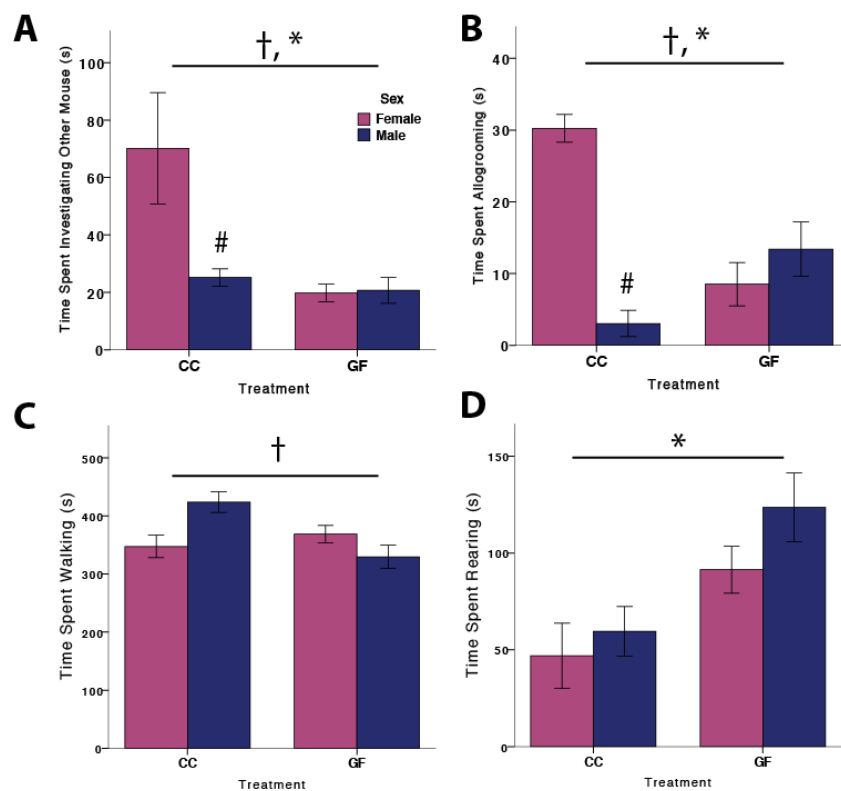 A
Time Spent Investigating Other Mouse (s)
100
80
60
40
20
0
†, *
Sex
Female
Male
#
CC
GF
Treatment
B
Time Spent Allogrooming (s)
40
30
20
10
0
†, *
#
CC
GF
Treatment
C
Time Spent Walking (s)
500
400
300
200
100
0
†
CC
GF
Treatment
D
Time Spent Rearing (s)
150
100
50
0
*
CC
GF
Treatment